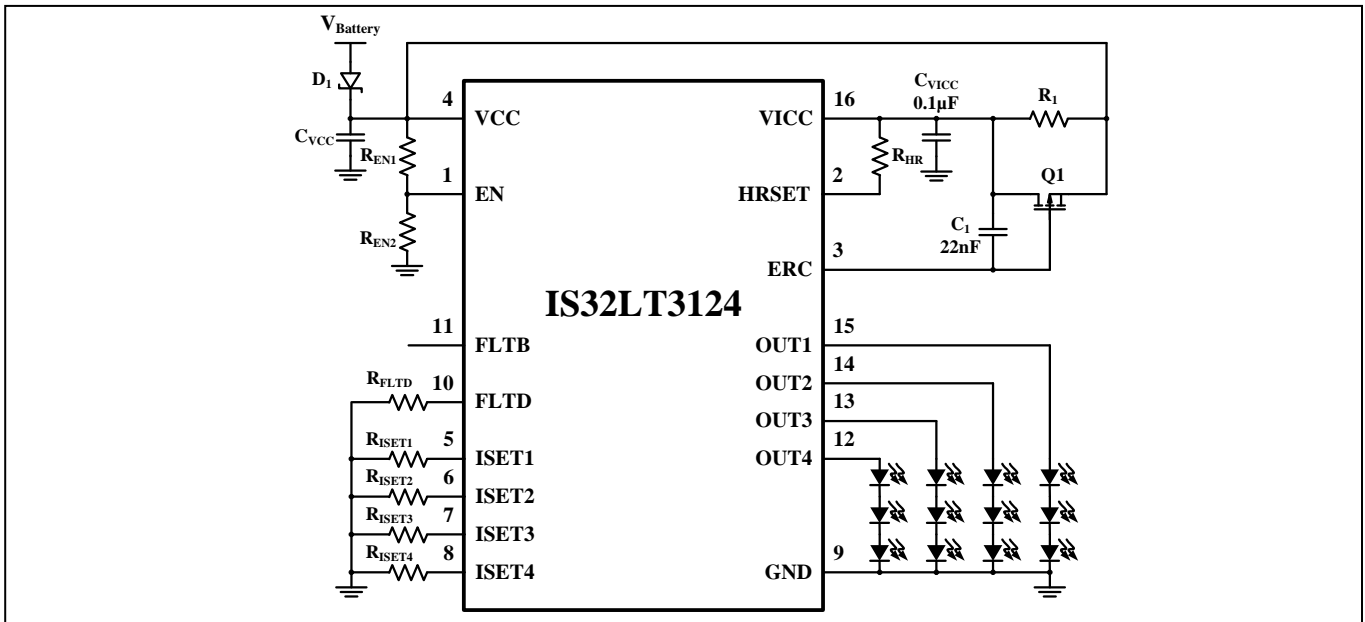 VBattery
D1
CVCC
4
VCC
REN1
1
EN
REN2
IS32LT3124
11
FLTB
RFLTD
10
FLTD
RISET1
5
ISET1
RISET2
6
ISET2
RISET3
7
ISET3
RISET4
8
ISET4
16
VICC
CVICC
0.1µF
R1
RHR
2
HRSET
Q1
C1
22nF
3
ERC
15
OUT1
14
OUT2
13
OUT3
12
OUT4
9
GND